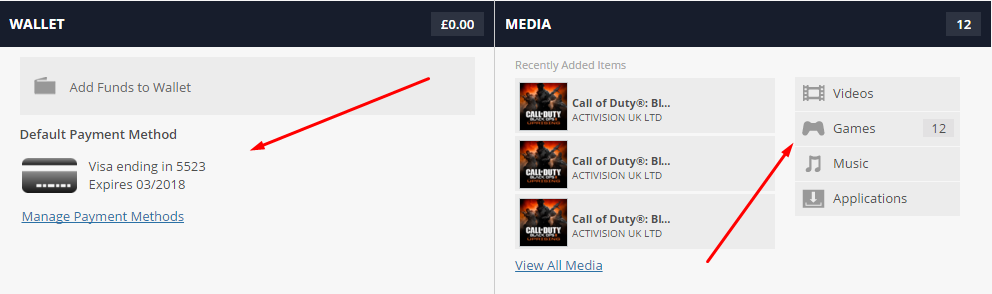 WALLET
£0.00
Add Funds to Wallet
Default Payment Method
Visa ending in 5523
Expires 03/2018
Manage Payment Methods
MEDIA
12
Recently Added Items
CALL OF DUTY
BLACK OPS II
Call of Duty®: Bl...
ACTIVISION UK LTD
CALL OF DUTY
BLACK OPS II
Call of Duty®: Bl...
ACTIVISION UK LTD
CALL OF DUTY
BLACK OPS II
Call of Duty®: Bl...
ACTIVISION UK LTD
View All Media
Videos
Games 12
Music
Applications